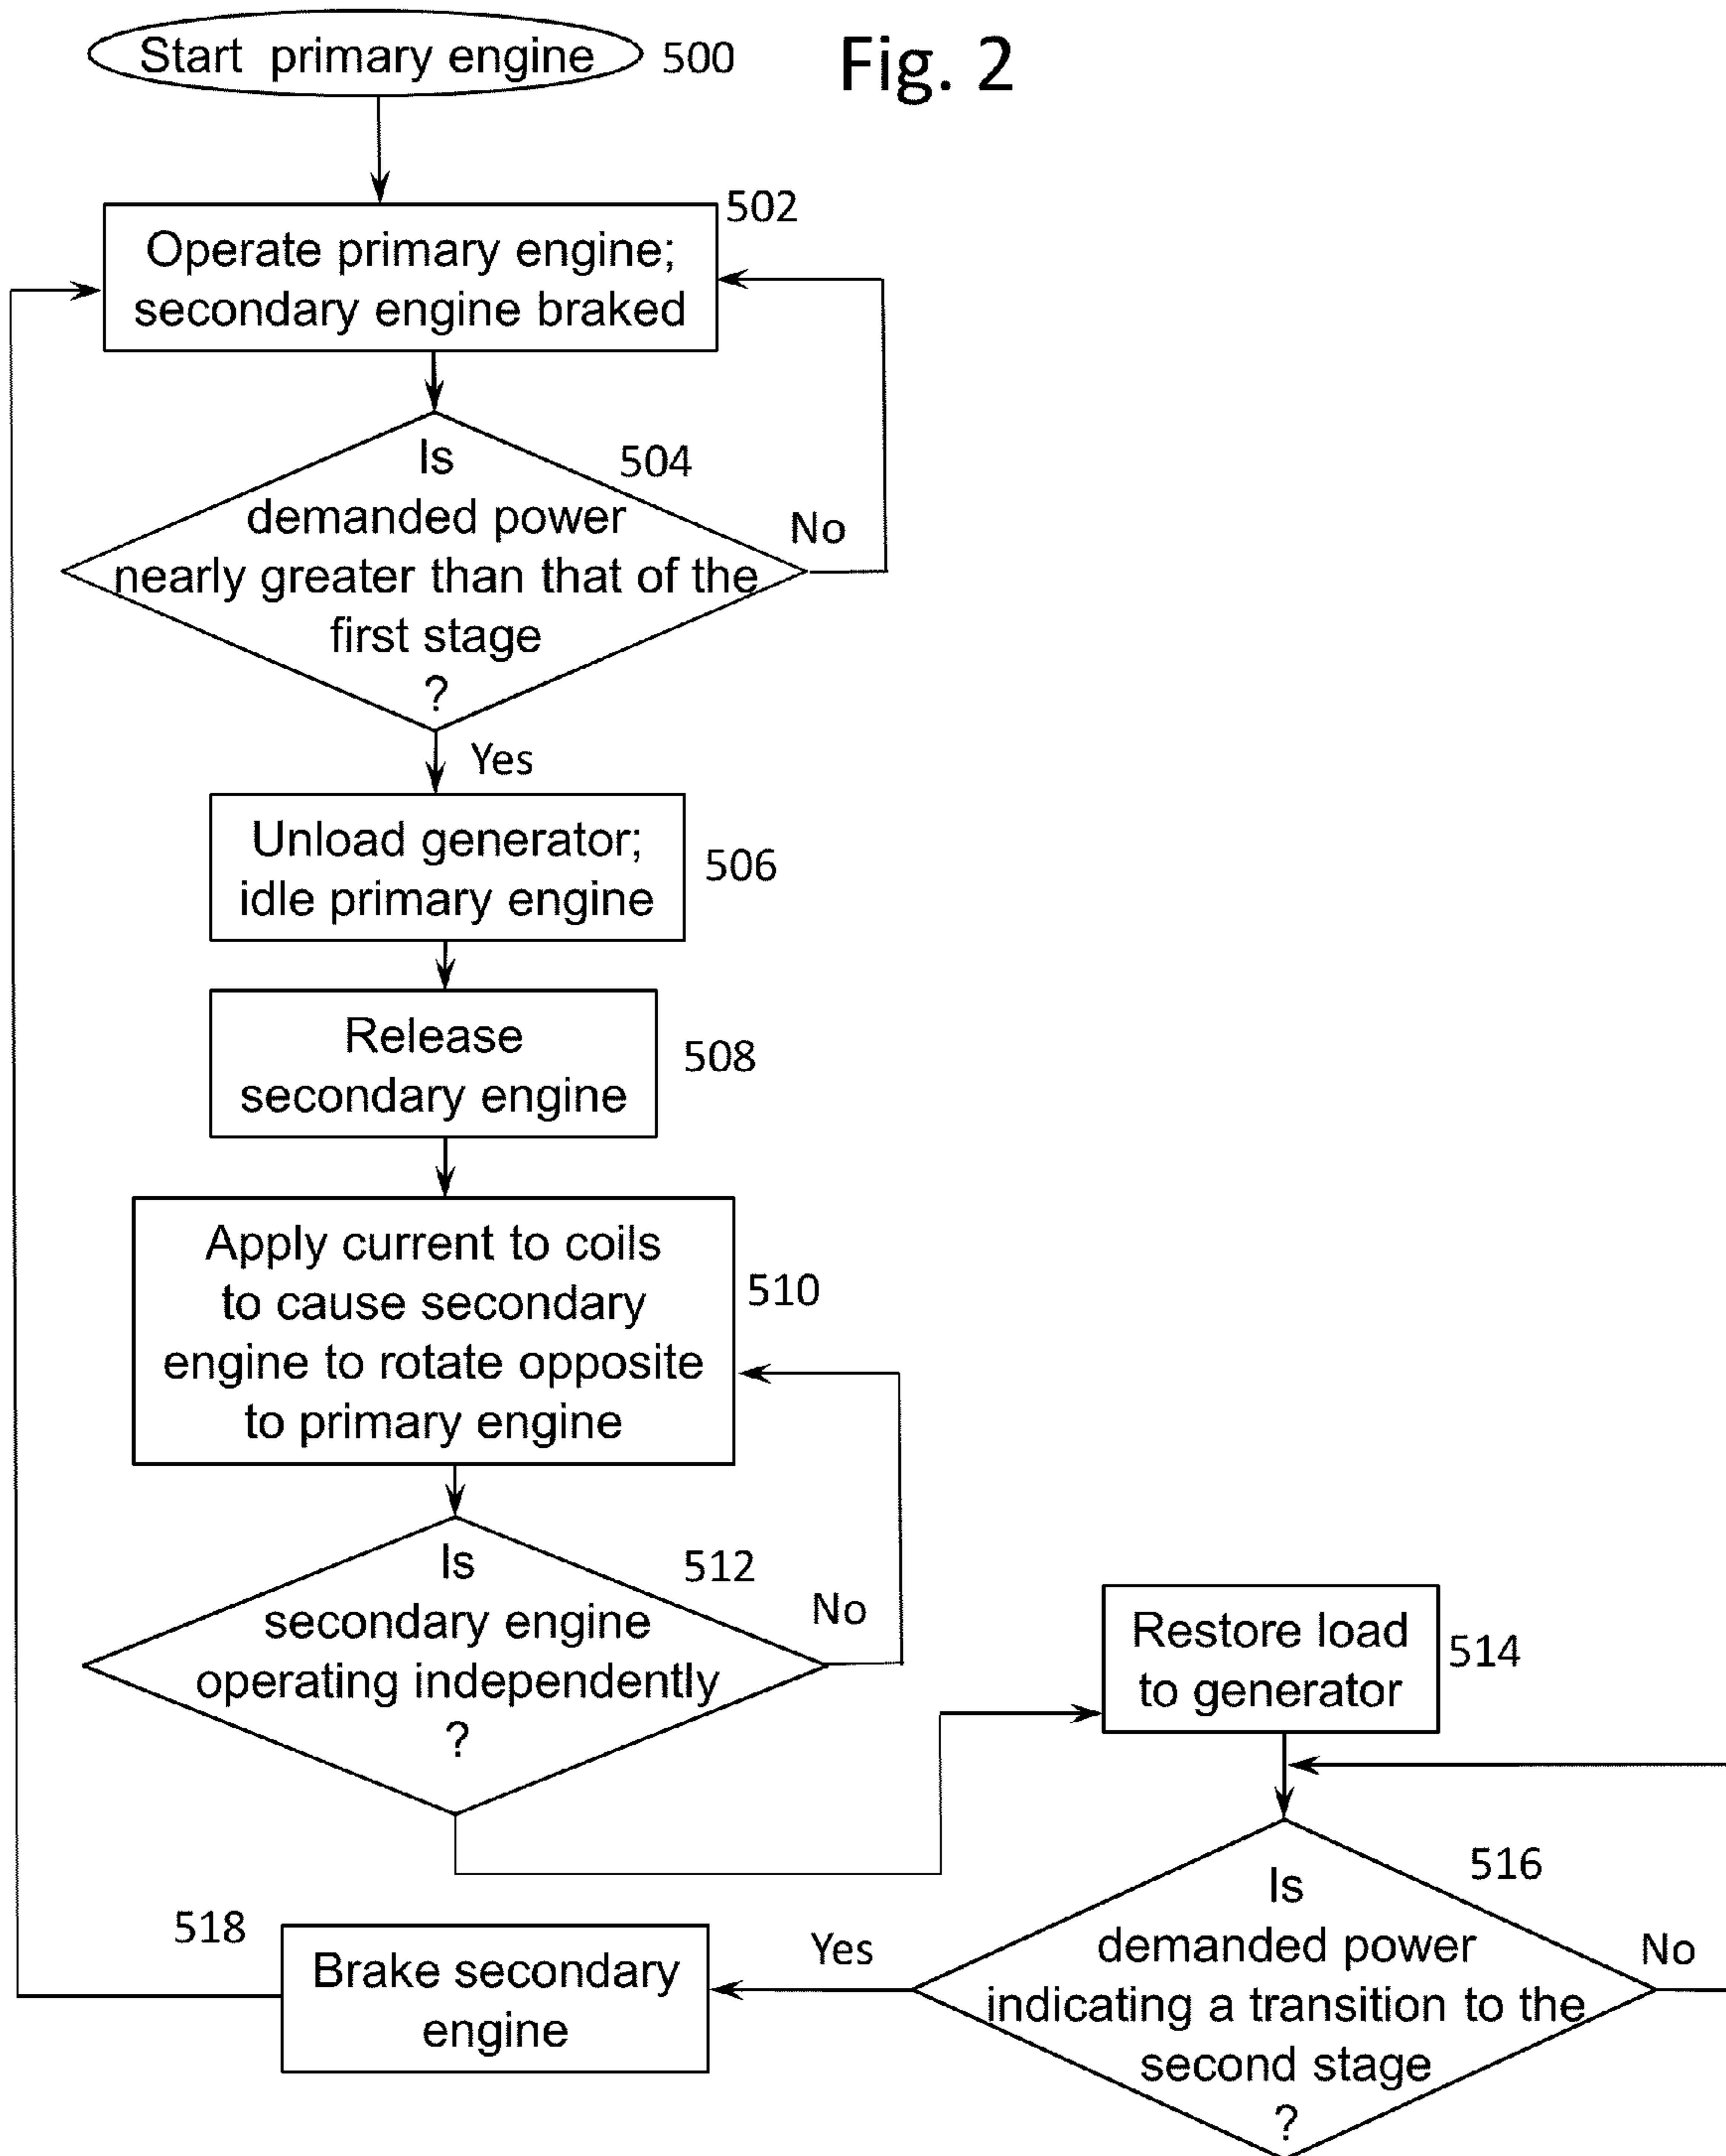 Start primary engine
500
Fig. 2
502
Operate primary engine;
secondary engine braked
Is
504
demanded power
No
nearly greater than that of the
first stage
?
Yes
Unload generator;
idle primary engine
506
Release
secondary engine
508
Apply current to coils
to cause secondary
engine to rotate opposite
to primary engine
510
Is
512
secondary engine
No
operating independently
?
Restore load
to generator
514
516
Is
demanded power
indicating a transition to the
second stage
?
Yes
No
518
Brake secondary
engine